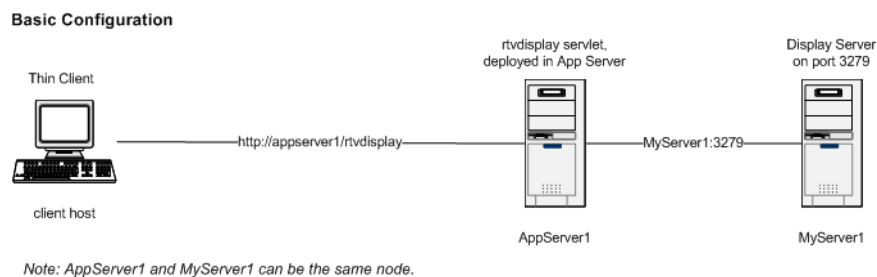 Basic Configuration
rtvdisplay servlet,
deployed in App Server
Display Server
on port 3279
Thin Client
http://appserver1/rtvdisplay
MyServer1:3279
client host
AppServer1
MyServer1
Note: AppServer1 and MyServer1 can be the same node.